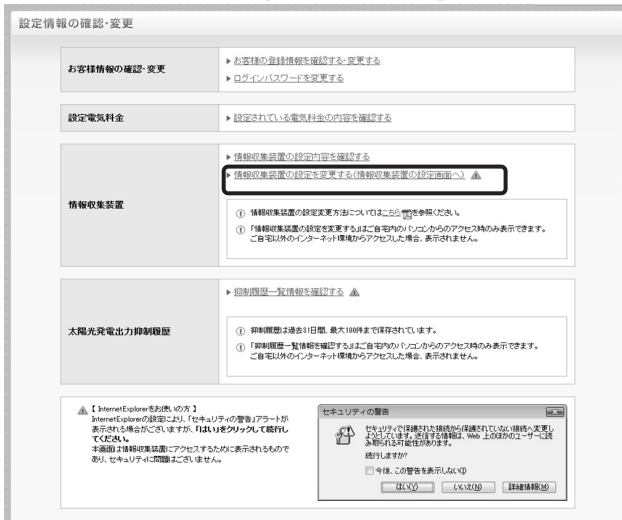 設定情報の確認・変更
お客様情報の確認・変更
お客様の登録情報を確認する・変更する
ログインパスワードを変更する
設定電気料金
設定されている電気料金の内容を確認する
情報収集装置
情報収集装置の設定内容を確認する
情報収集装置の設定を変更する(情報収集装置の設定画面へ)
情報収集装置の設定変更方法についてはこちらを参照ください。
「情報収集装置の設定を変更する」はご自宅内のパソコンからのアクセス時のみ表示できます。
ご自宅以外のインターネット環境からアクセスした場合、表示されません。
太陽光発電出力抑制履歴
抑制履歴一覧情報を確認する
抑制履歴は過去31日間、最大100件まで保存されています。
「抑制履歴一覧情報を確認する」はご自宅内のパソコンからのアクセス時のみ表示できます。
ご自宅以外のインターネット環境からアクセスした場合、表示されません。
【InternetExplorerをお使いの方】
InternetExplorerの設定により、「セキュリティの警告」アラートが
表示される場合がございますが、「はい」をクリックして続行し
てください。
本画面は情報収集装置にアクセスするために表示されるもので
あり、セキュリティに問題はございません。
セキュリティの警告
セキュリティで保護された接続から保護されていない接続へ変更し
ようとしています。送信する情報は、Web 上のほかのユーザーに読
み取られる可能性があります。
続行しますか?
今後、この警告を表示しない(I)
はい(Y)
いいえ(N)
詳細情報(M)